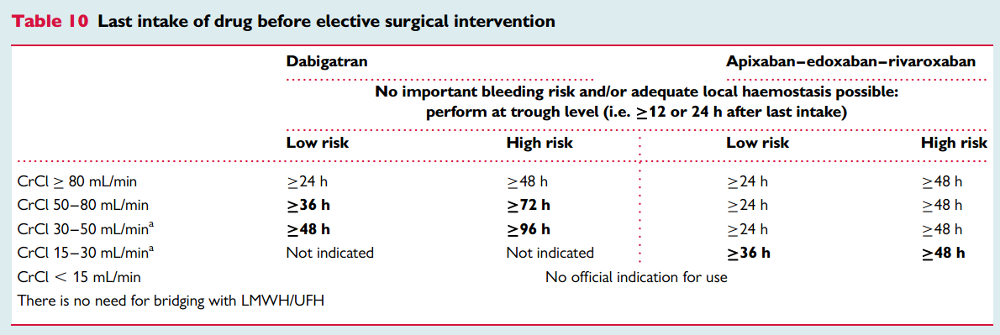 Table 10 Last intake of drug before elective surgical intervention
Dabigatran Apixaban–edoxaban–rivaroxaban
No important bleeding risk and/or adequate local haemostasis possible:
perform at trough level (i.e. ≥12 or 24 h after last intake)
Low risk High risk Low risk High risk
CrCl ≥ 80 mL/min ≥24 h ≥48 h ≥24 h ≥48 h
CrCl 50–80 mL/min ≥36 h ≥72 h ≥24 h ≥48 h
CrCl 30–50 mL/minᵃ ≥48 h ≥96 h ≥24 h ≥48 h
CrCl 15–30 mL/minᵃ Not indicated Not indicated ≥36 h ≥48 h
CrCl < 15 mL/min No official indication for use
There is no need for bridging with LMWH/UFH